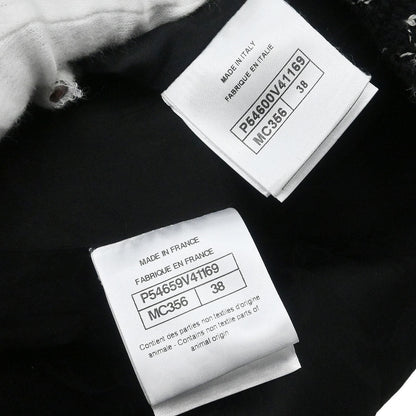 MADE IN ITALY
FABRIQUE EN ITALIE
P54600V41169
MC356 38
MADE IN FRANCE
FABRIQUE EN FRANCE
P54659V41169
MC356 38
Contient des parties non textiles d'origine
animale - Contains non textile parts of
animal origin